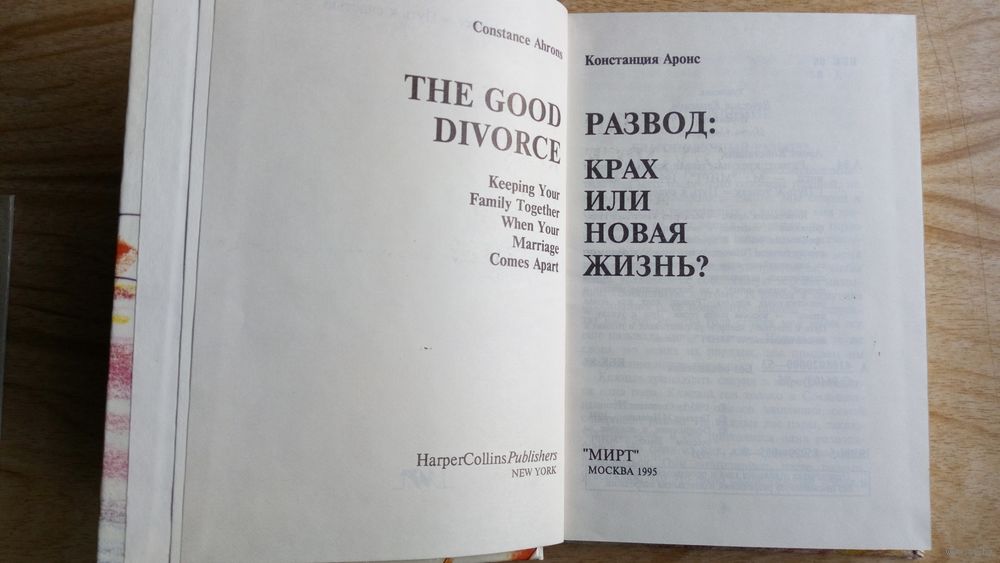 Constance Ahrons
THE GOOD
DIVORCE
Keeping Your
Family Together
When Your
Marriage
Comes Apart
HarperCollinsPublishers
NEW YORK
Констанция Аронс
РАЗВОД:
КРАХ
ИЛИ
НОВАЯ
ЖИЗНЬ?
"МИРТ"
МОСКВА 1995